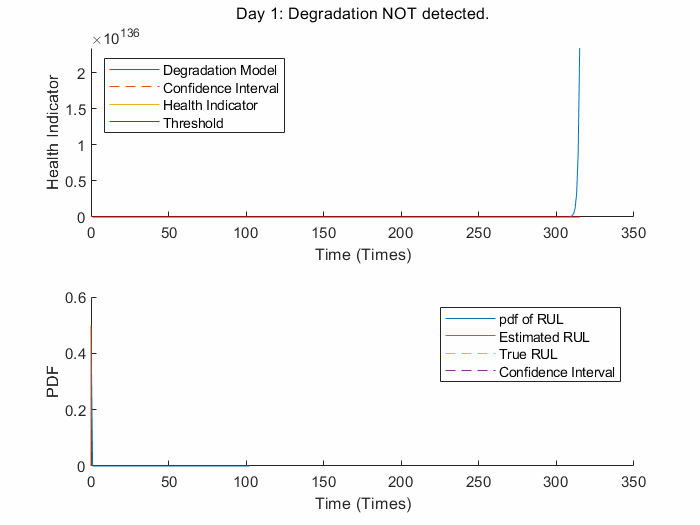 Day 1: Degradation NOT detected.
×10^136
Health Indicator
2
1.5
1
0.5
0
Degradation Model
Confidence Interval
Health Indicator
Threshold
0 50 100 150 200 250 300 350
Time (Times)
PDF
0.6
0.4
0.2
0
pdf of RUL
Estimated RUL
True RUL
Confidence Interval
0 50 100 150 200 250 300 350
Time (Times)